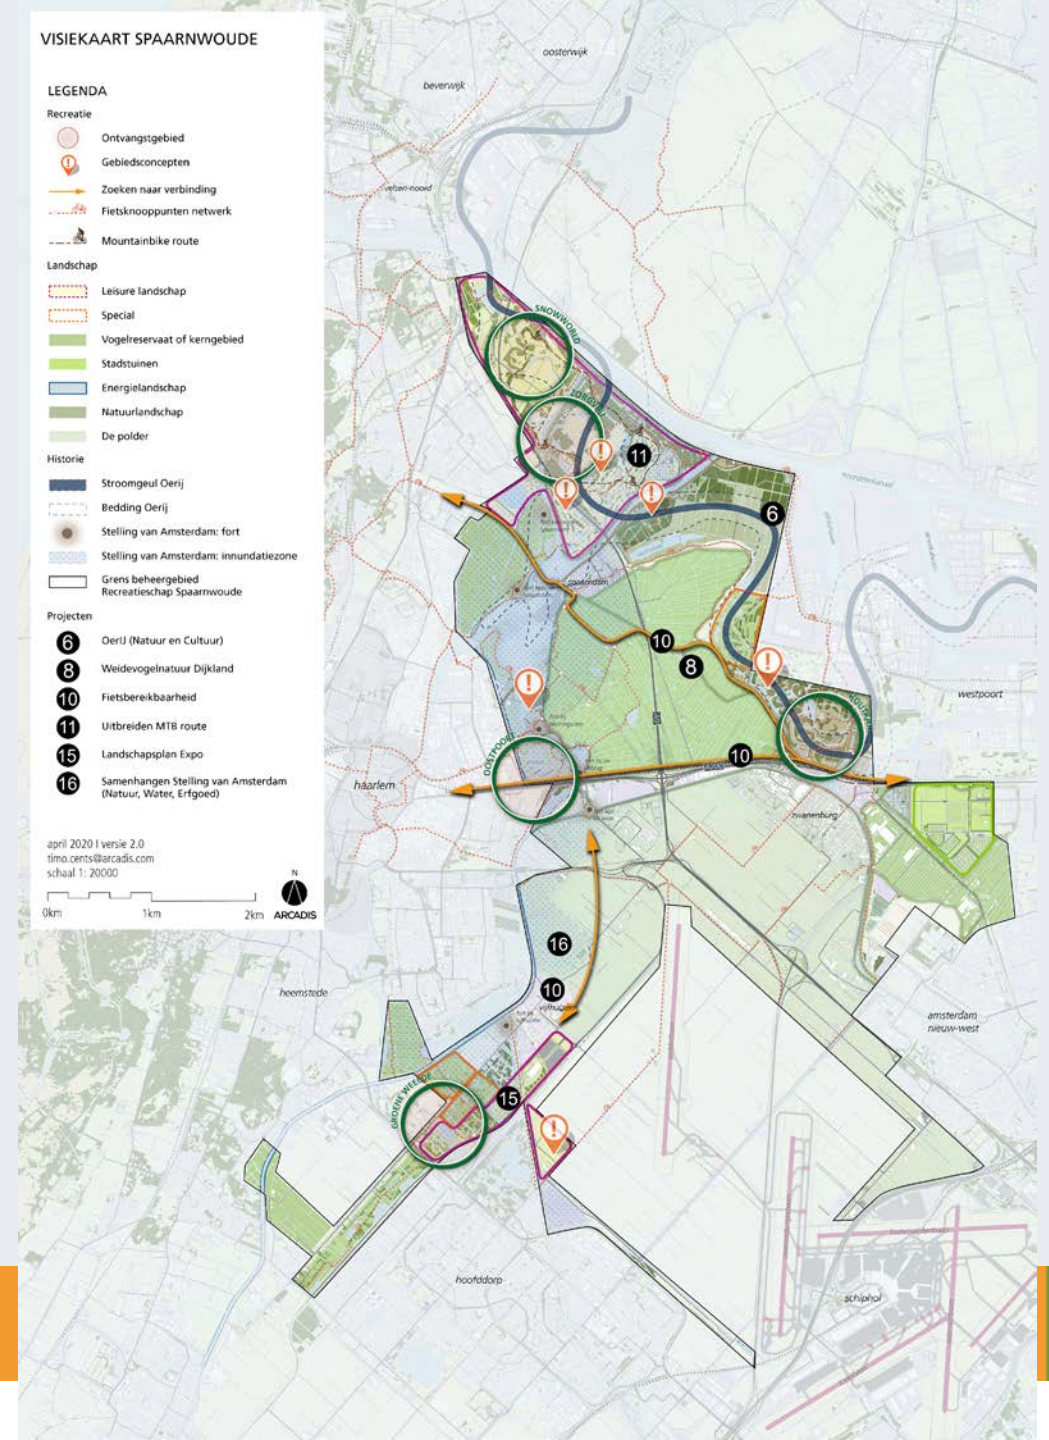 VISIEKAART SPAARNWOUDE
LEGENDA
Recreatie
Ontvangstgebied
Gebiedsconcepten
Zoeken naar verbinding
Fietsknooppunten netwerk
Mountainbike route
Landschap
Leisure landschap
Special
Vogelreservaat of kerngebied
Stadstuinen
Energielandschap
Natuurlandschap
De polder
Historie
Stroomgeul Oerij
Bedding Oerij
Stelling van Amsterdam: fort
Stelling van Amsterdam: innundatiezone
Grens beheergebied
Recreatieschap Spaarnwoude
Projecten
6 OerIJ (Natuur en Cultuur)
8 Weidevogelnatuur Dijkland
10 Fietsbereikbaarheid
11 Uitbreiden MTB route
15 Landschapsplan Expo
16 Samenhangen Stelling van Amsterdam
(Natuur, Water, Erfgoed)
april 2020 I versie 2.0
timo.cents@arcadis.com
schaal 1: 20000
N
0km 1km 2km ARCADIS
oosterwijk
beverwijk
velsen-noord
SNOWWORLD
11
noordzeekanaal
6
spaarndam
10
8
westpoort
OOSTPOORT
10
haarlem
zwanenburg
16
heemstede
10
vijfhuizen
amsterdam
nieuw-west
GROENE WEELDE
15
hoofddorp
schiphol